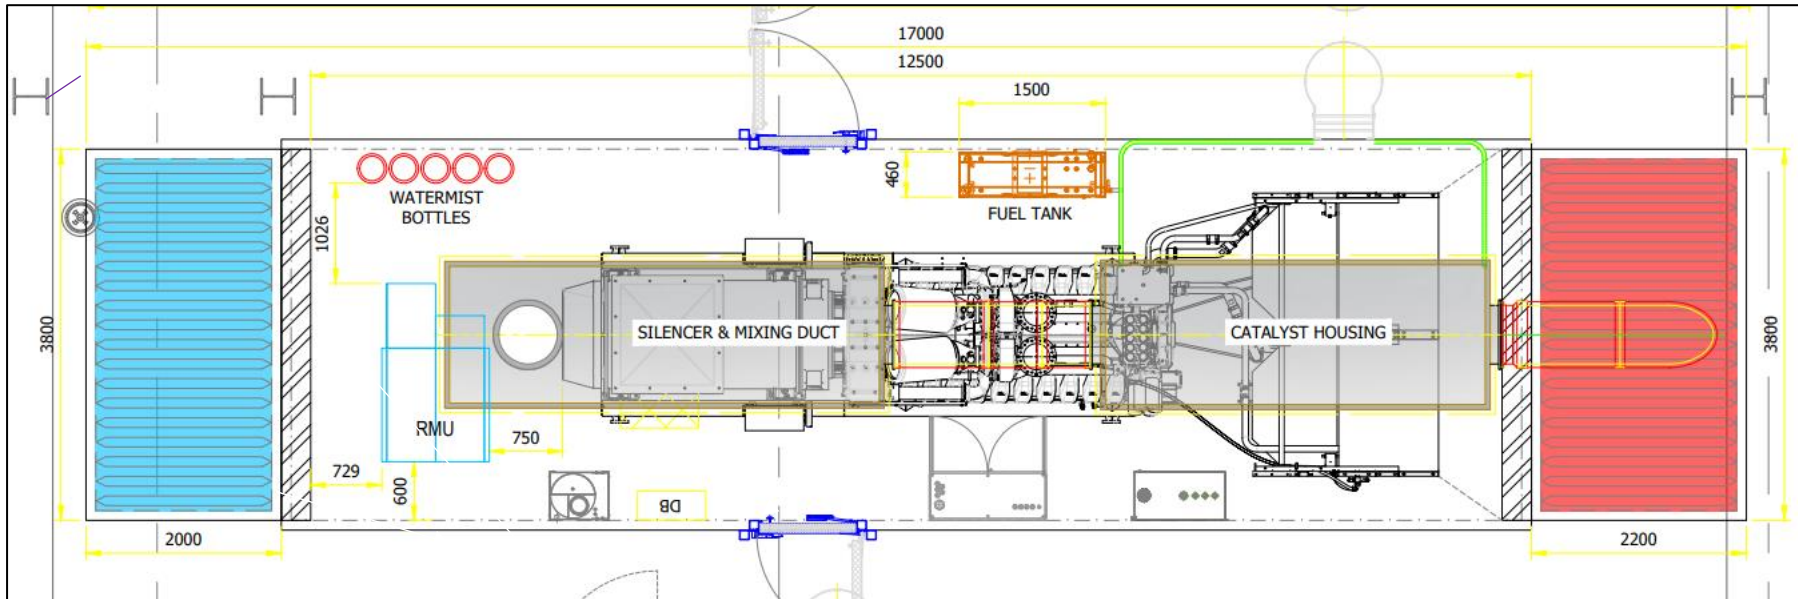 17000
12500
1500
460
WATERMIST
BOTTLES
FUEL TANK
1026
3800
SILENCER & MIXING DUCT
CATALYST HOUSING
3800
RMU
750
729
600
DB
2000
2200